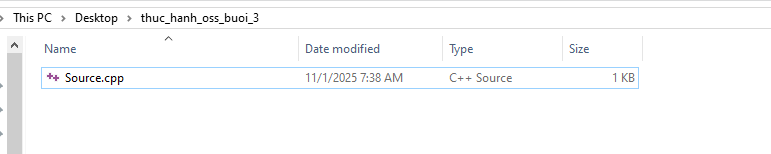 This PC > Desktop > thuc_hanh_oss_buoi_3
Name Date modified Type Size
Source.cpp 11/1/2025 7:38 AM C++ Source 1 KB